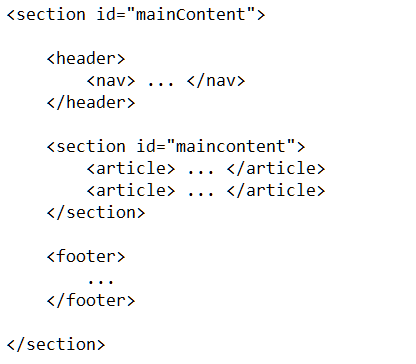 <section id="mainContent">
<header>
<nav> ... </nav>
</header>
<section id="maincontent">
<article> ... </article>
<article> ... </article>
</section>
<footer>
...
</footer>
</section>